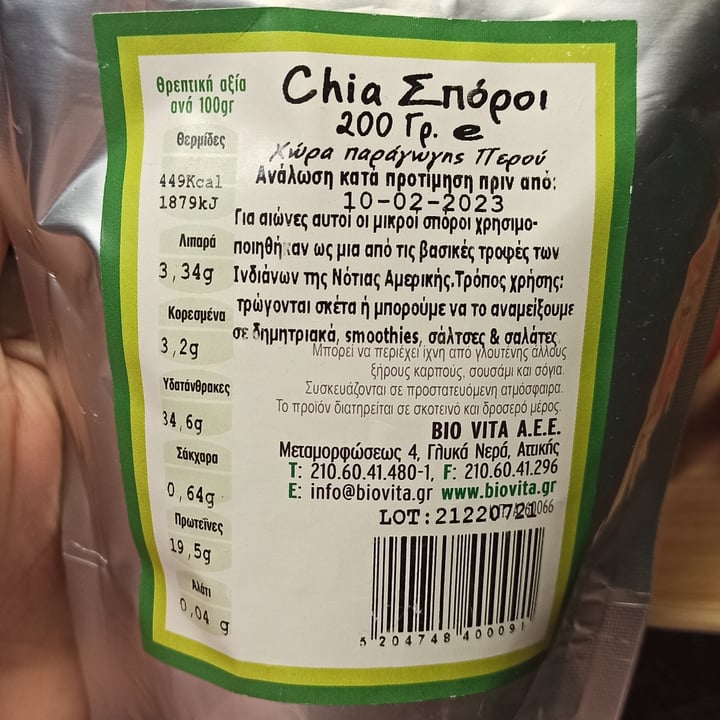 Θρεπτική αξία
ανά 100gr
Θερμίδες
449Kcal
1879kJ
Λιπαρά
3,34g
Κορεσμένα
3,2g
Υδατάνθρακες
34,6g
Σάκχαρα
0,64g
Πρωτεΐνες
19,5g
Αλάτι
0,04 g
Chia Σπόροι
200 Γρ. e
Χώρα παράγωγης Περού
Ανάλωση κατά προτίμηση πριν από:
10-02-2023
Για αιώνες αυτοί οι μικροί σπόροι χρησιμο-
ποιηθήκαν ως μια από τις βασικές τροφές των
Ινδιάνων της Νότιας Αμερικής.Τρόπος χρήσης:
τρώγονται σκέτα ή μπορούμε να το αναμείξουμε
σε δημητριακά, smoothies, σάλτσες & σαλάτες
Μπορεί να περιέχει ίχνη από γλουτένης άλλους
ξήρους καρπούς, σουσάμι και σόγια.
Συσκευάζονται σε προστατευόμενη ατμόσφαιρα.
Το προϊόν διατηρείται σε σκοτεινό και δροσερό μέρος.
BIO VITA A.E.E.
Μεταμορφώσεως 4, Γλυκά Νερά, Αττικής
T: 210.60.41.480-1, F: 210.60.41.296
E: info@biovita.gr www.biovita.gr
LOT:21220721
5 204748 400091